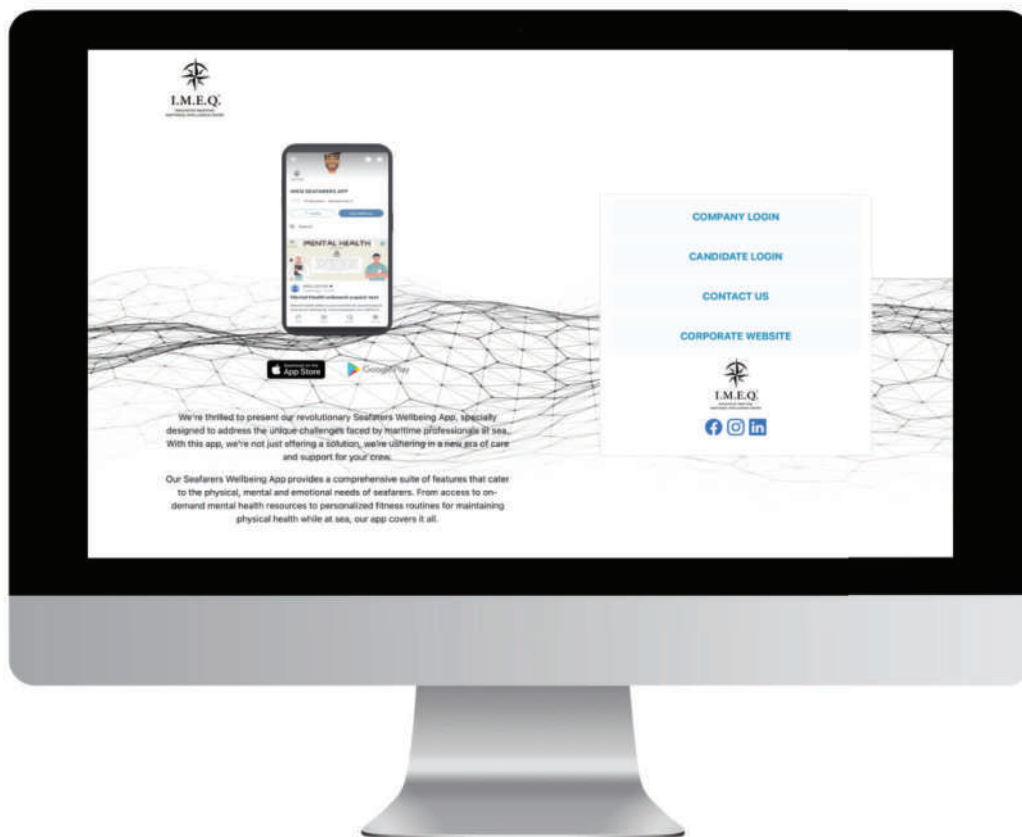 I.M.E.Q.
IMEQ SEAFARERS APP
MENTAL HEALTH
Download on the
App Store
Google Play
We're thrilled to present our revolutionary Seafarers Wellbeing App, specially
designed to address the unique challenges faced by maritime professionals at sea.
With this app, we're not just offering a solution, we're ushering in a new era of care
and support for your crew.
Our Seafarers Wellbeing App provides a comprehensive suite of features that cater
to the physical, mental and emotional needs of seafarers. From access to on-
demand mental health resources to personalized fitness routines for maintaining
physical health while at sea, our app covers it all.
COMPANY LOGIN
CANDIDATE LOGIN
CONTACT US
CORPORATE WEBSITE
I.M.E.Q.